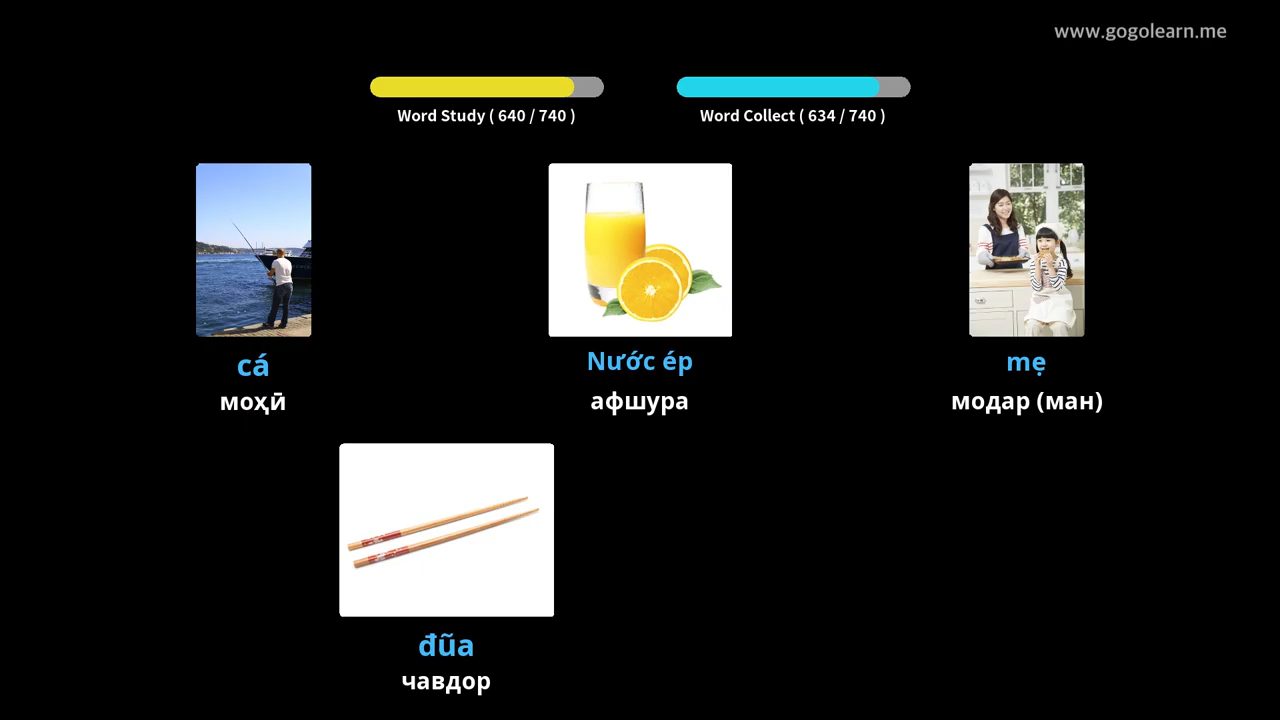 www.gogolearn.me
Word Study ( 640 / 740 )
Word Collect ( 634 / 740 )
cá
моҳӣ
Nước ép
афшура
mẹ
модар (ман)
đũa
чавдор